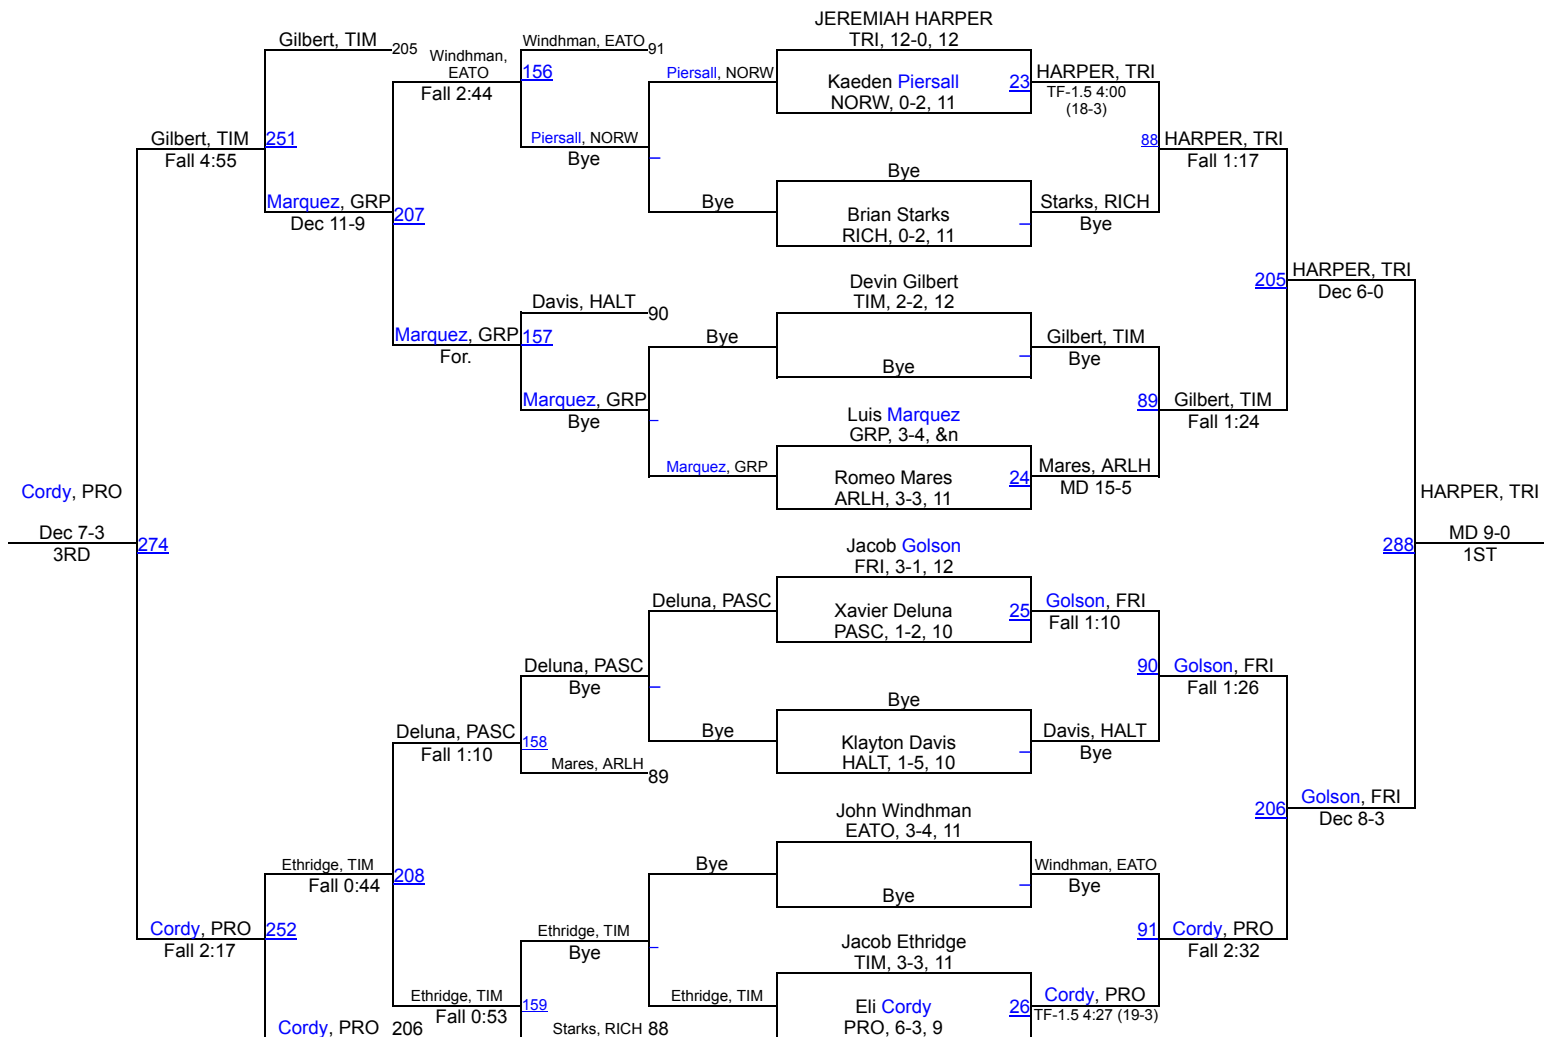 JEREMIAH HARPER
TRI, 12-0, 12
Gilbert, TIM 205
Windhman, EATO
Windhman, EATO 91
Piersall, NORW
Kaeden Piersall
NORW, 0-2, 11
23
HARPER, TRI
TF-1.5 4:00
(18-3)
156
Fall 2:44
Gilbert, TIM
Fall 4:55
251
Piersall, NORW
Bye
88
HARPER, TRI
Fall 1:17
Bye
Marquez, GRP
Dec 11-9
207
Bye
Brian Starks
RICH, 0-2, 11
Starks, RICH
Bye
Devin Gilbert
TIM, 2-2, 12
205
HARPER, TRI
Dec 6-0
Davis, HALT 90
Marquez, GRP
For.
157
Bye
Bye
Gilbert, TIM
Bye
Marquez, GRP
Bye
Luis Marquez
GRP, 3-4, &n
89
Gilbert, TIM
Fall 1:24
Marquez, GRP
Romeo Mares
ARLH, 3-3, 11
24
Mares, ARLH
MD 15-5
Cordy, PRO
Dec 7-3
3RD
274
HARPER, TRI
288
MD 9-0
1ST
Jacob Golson
FRI, 3-1, 12
Deluna, PASC
Xavier Deluna
PASC, 1-2, 10
25
Golson, FRI
Fall 1:10
Deluna, PASC
Bye
90
Golson, FRI
Fall 1:26
Bye
Deluna, PASC
Fall 1:10
158
Bye
Klayton Davis
HALT, 1-5, 10
Davis, HALT
Bye
Mares, ARLH 89
John Windhman
EATO, 3-4, 11
206
Golson, FRI
Dec 8-3
Ethridge, TIM
Fall 0:44
208
Bye
Bye
Windhman, EATO
Bye
Cordy, PRO
Fall 2:17
252
Ethridge, TIM
Bye
Jacob Ethridge
TIM, 3-3, 11
91
Cordy, PRO
Fall 2:32
Ethridge, TIM
Fall 0:53
159
Ethridge, TIM
Eli Cordy
PRO, 6-3, 9
26
Cordy, PRO
TF-1.5 4:27 (19-3)
Cordy, PRO 206
Starks, RICH 88